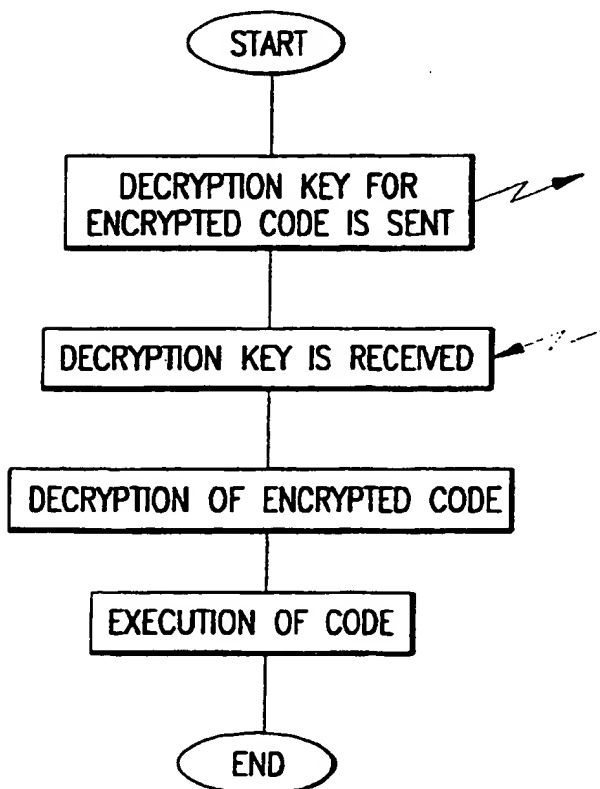 START
DECRYPTION KEY FOR
ENCRYPTED CODE IS SENT
DECRYPTION KEY IS RECEIVED
DECRYPTION OF ENCRYPTED CODE
EXECUTION OF CODE
END